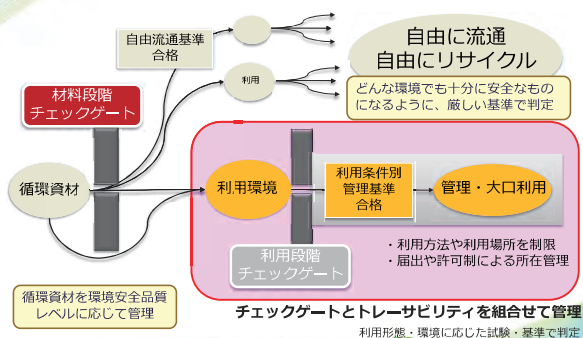 自由流通基準
合格
自由に流通
自由にリサイクル
利用
どんな環境でも十分に安全なもの
になるように、厳しい基準で判定
材料段階
チェックゲート
循環資材
利用環境
利用条件別
管理基準
合格
管理・大口利用
利用段階
チェックゲート
・利用方法や利用場所を制限
・届出や許可制による所在管理
循環資材を環境安全品質
レベルに応じて管理
チェックゲートとトレーサビリティを組合せて管理
利用形態・環境に応じた試験・基準で判定